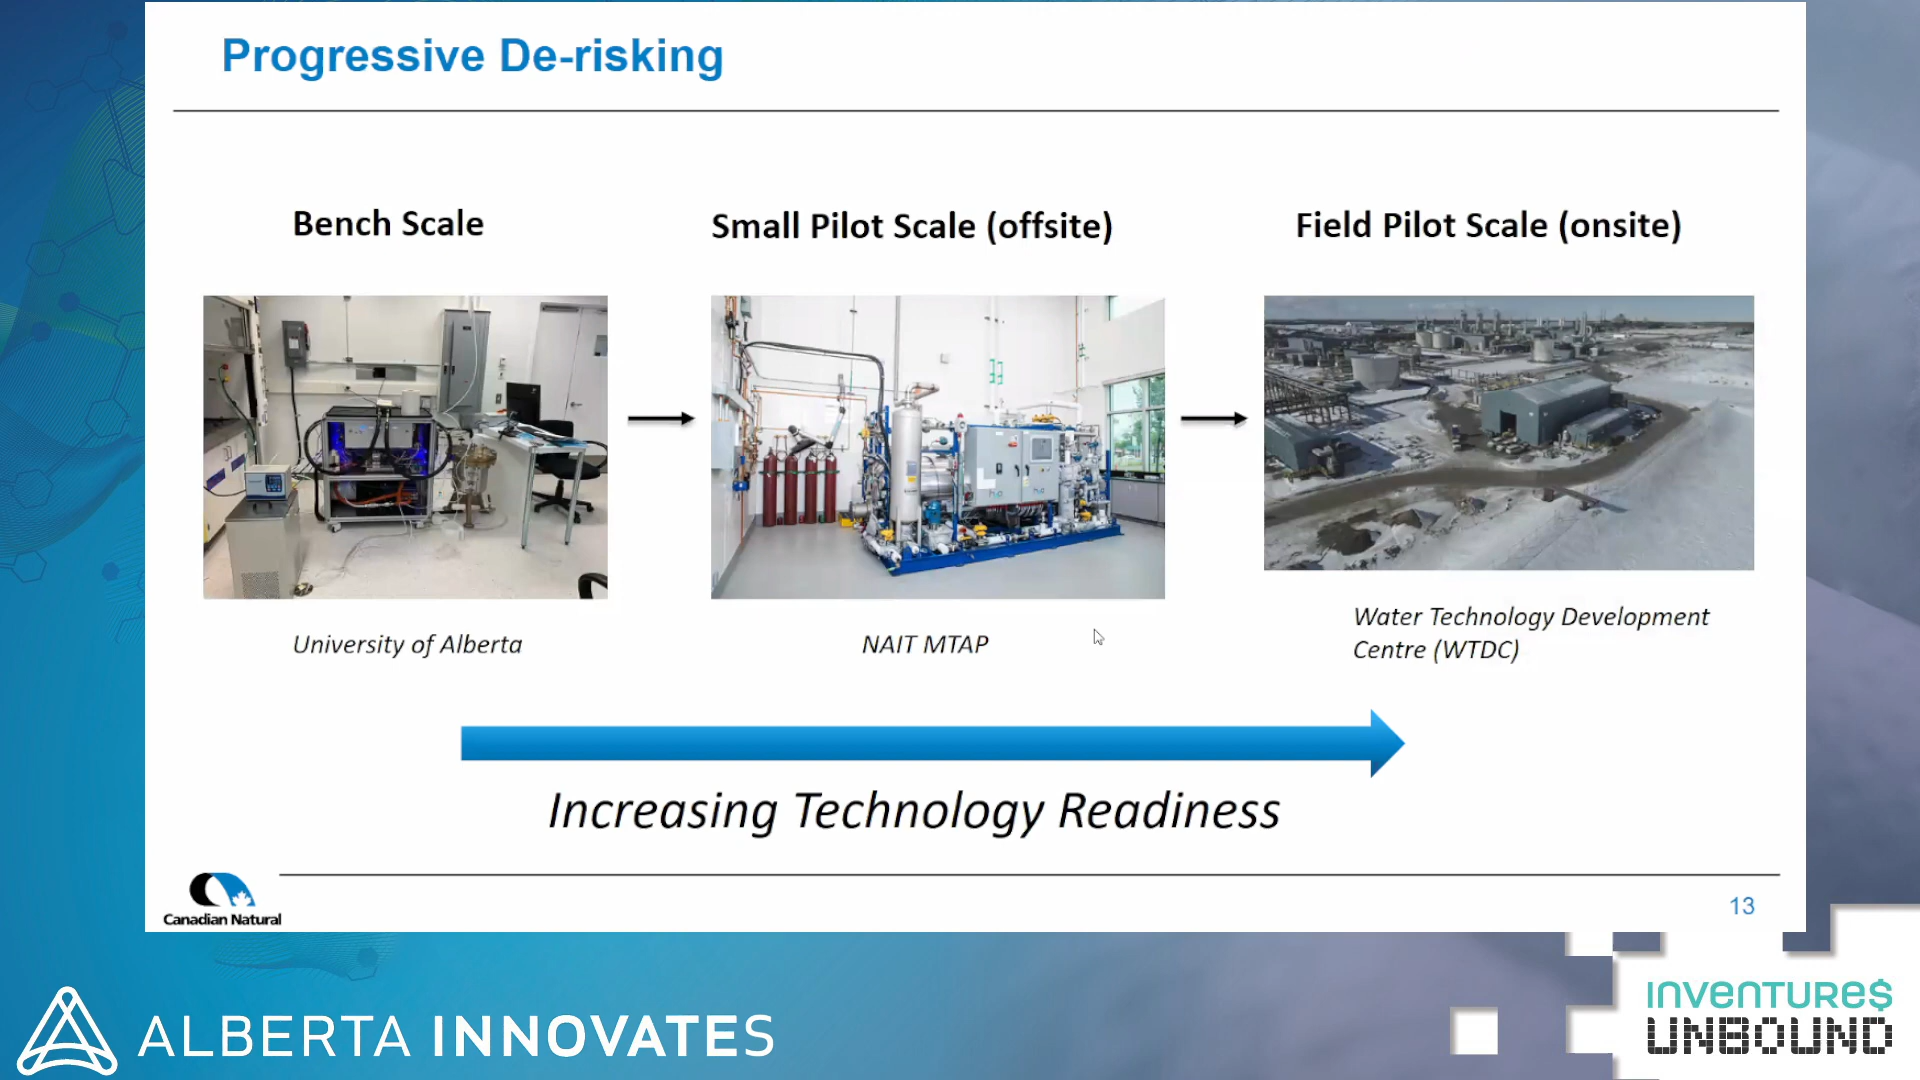 Progressive De-risking
Bench Scale
Small Pilot Scale (offsite)
Field Pilot Scale (onsite)
University of Alberta
NAIT MTAP
Water Technology Development
Centre (WTDC)
Increasing Technology Readiness
Canadian Natural
13
ALBERTA INNOVATES
INVENTURE$
UNBOUND